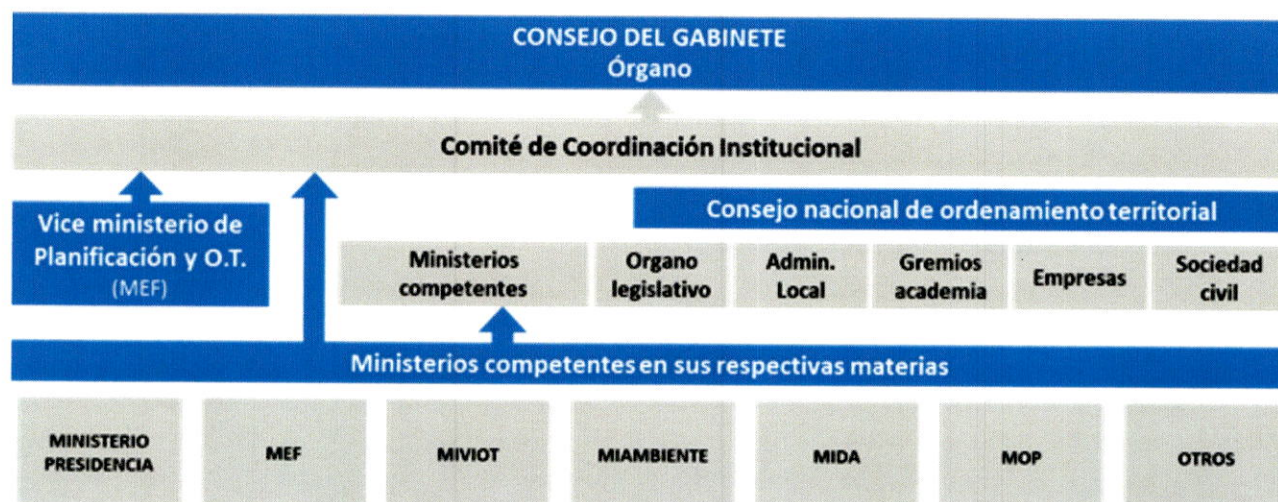 CONSEJO DEL GABINETE
Órgano
Comité de Coordinación Institucional
Vice ministerio de
Planificación y O.T.
(MEF)
Consejo nacional de ordenamiento territorial
Ministerios
competentes
Organo
legislativo
Admin.
Local
Gremios
academia
Empresas
Sociedad
civil
Ministerios competentes en sus respectivas materias
MINISTERIO
PRESIDENCIA
MEF
MIVIOT
MIAMBIENTE
MIDA
MOP
OTROS